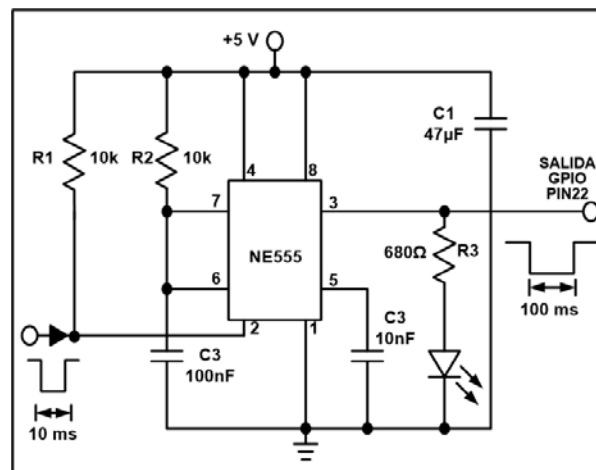 +5 V
C1
47µF
R1
10k
R2
10k
4
8
SALIDA
GPIO
PIN22
7
3
NE555
680Ω
R3
6
5
2
1
C3
100nF
C3
10nF
10 ms
100 ms